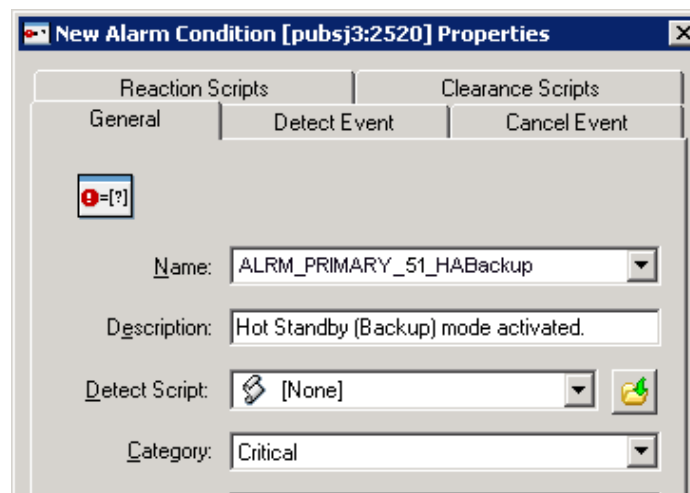 New Alarm Condition [pubsj3:2520] Properties
Reaction Scripts
Clearance Scripts
General
Detect Event
Cancel Event
=[?]
Name: ALRM_PRIMARY_51_HABackup
Description: Hot Standby (Backup) mode activated.
Detect Script: [None]
Category: Critical